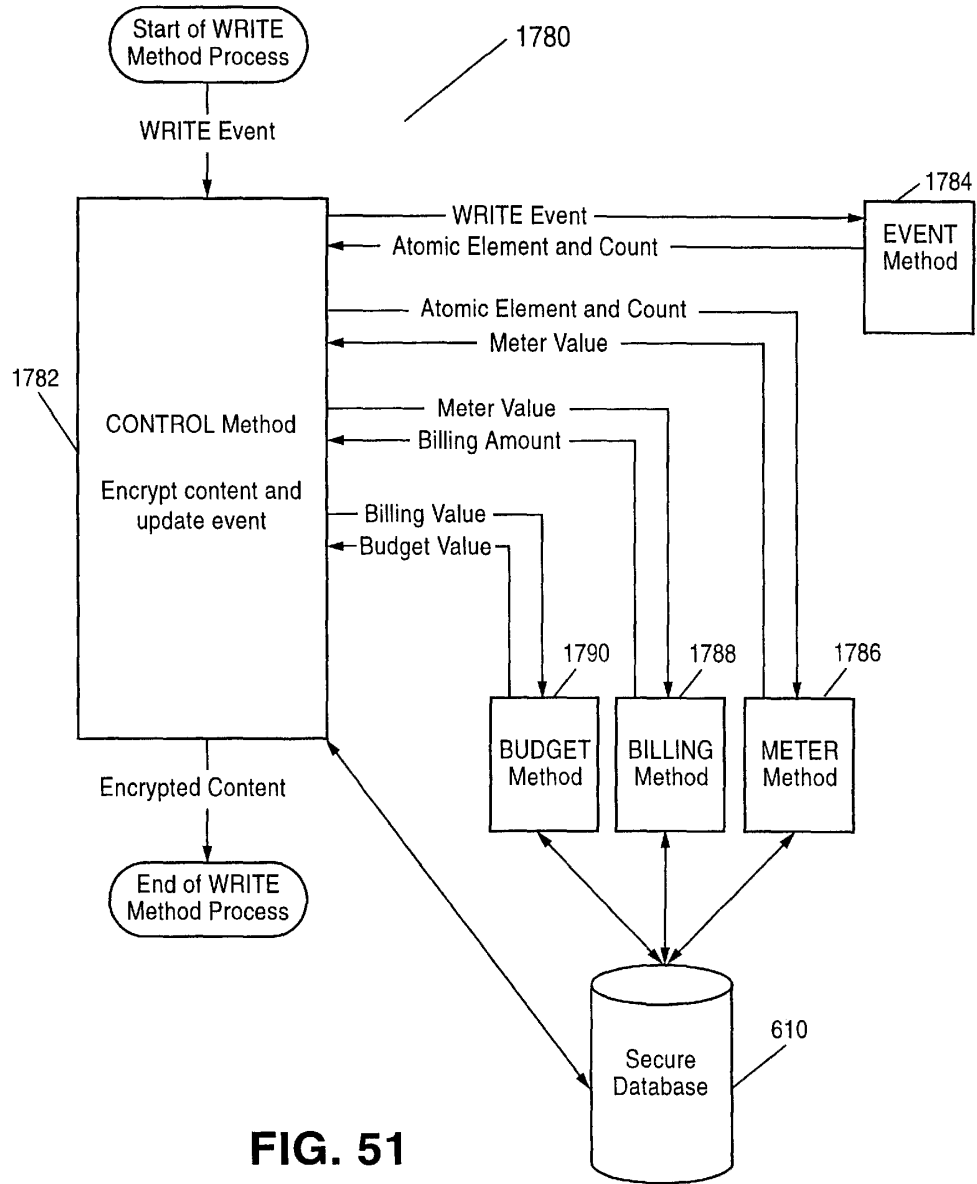 Start of WRITE
Method Process
1780
WRITE Event
1784
WRITE Event
EVENT
Method
Atomic Element and Count
Atomic Element and Count
Meter Value
1782
CONTROL Method
Encrypt content and
update event
Meter Value
Billing Amount
Billing Value
Budget Value
1790
1788
1786
BUDGET
Method
BILLING
Method
METER
Method
Encrypted Content
End of WRITE
Method Process
610
Secure
Database
FIG. 51